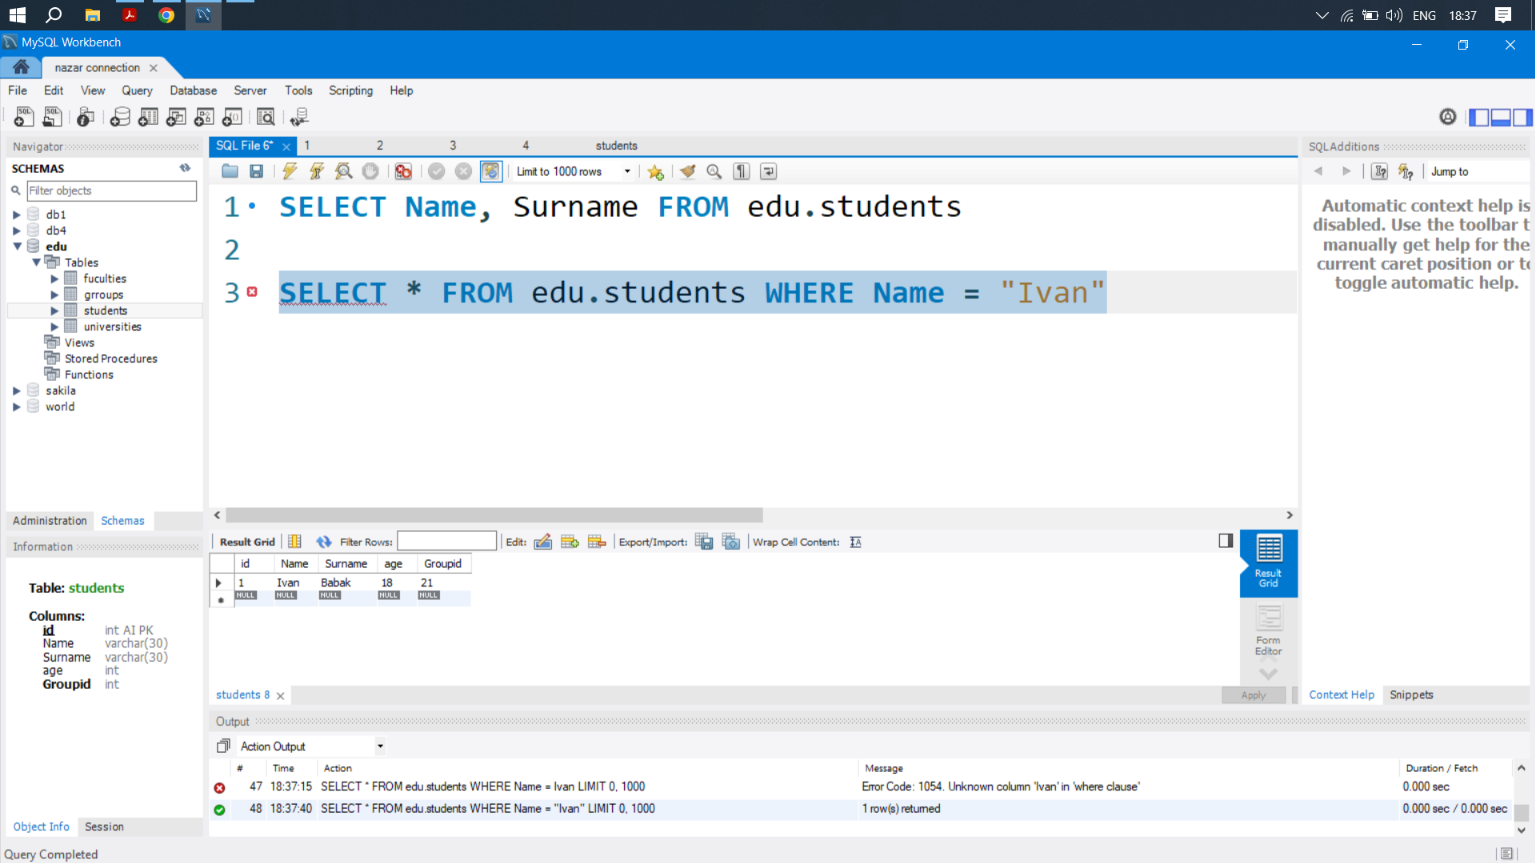 ENG 18:37
MySQL Workbench
nazar connection
File Edit View Query Database Server Tools Scripting Help
Navigator
SCHEMAS
Filter objects
db1
db4
edu
Tables
fuculties
groups
students
universities
Views
Stored Procedures
Functions
sakila
world
Administration Schemas
Information
Table: students
Columns:
id int AI PK
Name varchar(30)
Surname varchar(30)
age int
Groupid int
Object Info Session
SQL File 6* 1 2 3 4 students
Limit to 1000 rows
1 SELECT Name, Surname FROM edu.students
2
3 SELECT * FROM edu.students WHERE Name = "Ivan"
Result Grid Filter Rows: Edit: Export/Import: Wrap Cell Content:
id Name Surname age Groupid
1 Ivan Babak 18 21
NULL NULL NULL NULL NULL
Result Grid
Form Editor
students 8
Apply
SQLAdditions
Jump to
Automatic context help is
disabled. Use the toolbar t
manually get help for the
current caret position or to
toggle automatic help.
Context Help Snippets
Output
Action Output
# Time Action Message Duration / Fetch
47 18:37:15 SELECT * FROM edu.students WHERE Name = Ivan LIMIT 0, 1000 Error Code: 1054. Unknown column 'Ivan' in 'where clause' 0.000 sec
48 18:37:40 SELECT * FROM edu.students WHERE Name = "Ivan" LIMIT 0, 1000 1 row(s) returned 0.000 sec / 0.000 sec
Query Completed